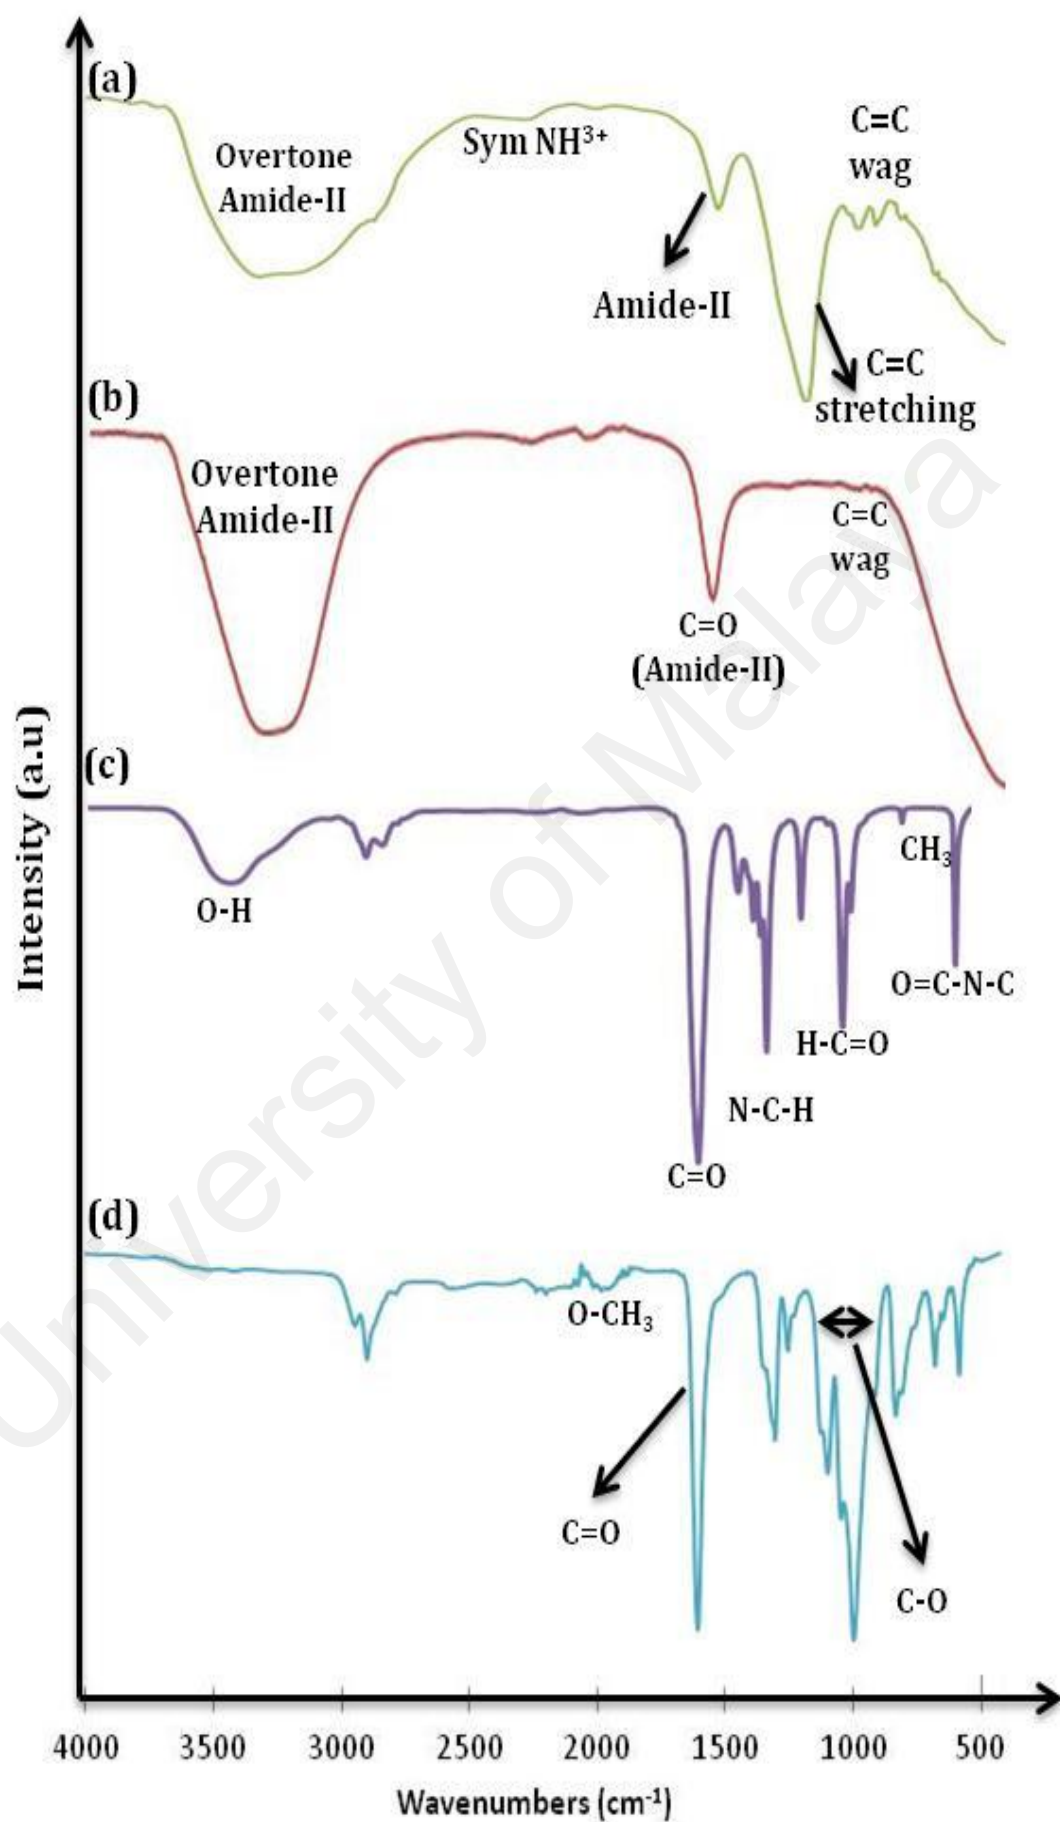 (a)
Overtone
Amide-II
Sym NH³⁺
C=C
wag
Amide-II
C=C
stretching
(b)
Overtone
Amide-II
C=C
wag
C=O
(Amide-II)
(c)
O-H
CH₃
O=C-N-C
H-C=O
N-C-H
C=O
(d)
O-CH₃
C=O
C-O
Intensity (a.u)
4000 3500 3000 2500 2000 1500 1000 500
Wavenumbers (cm⁻¹)
University of Malaya